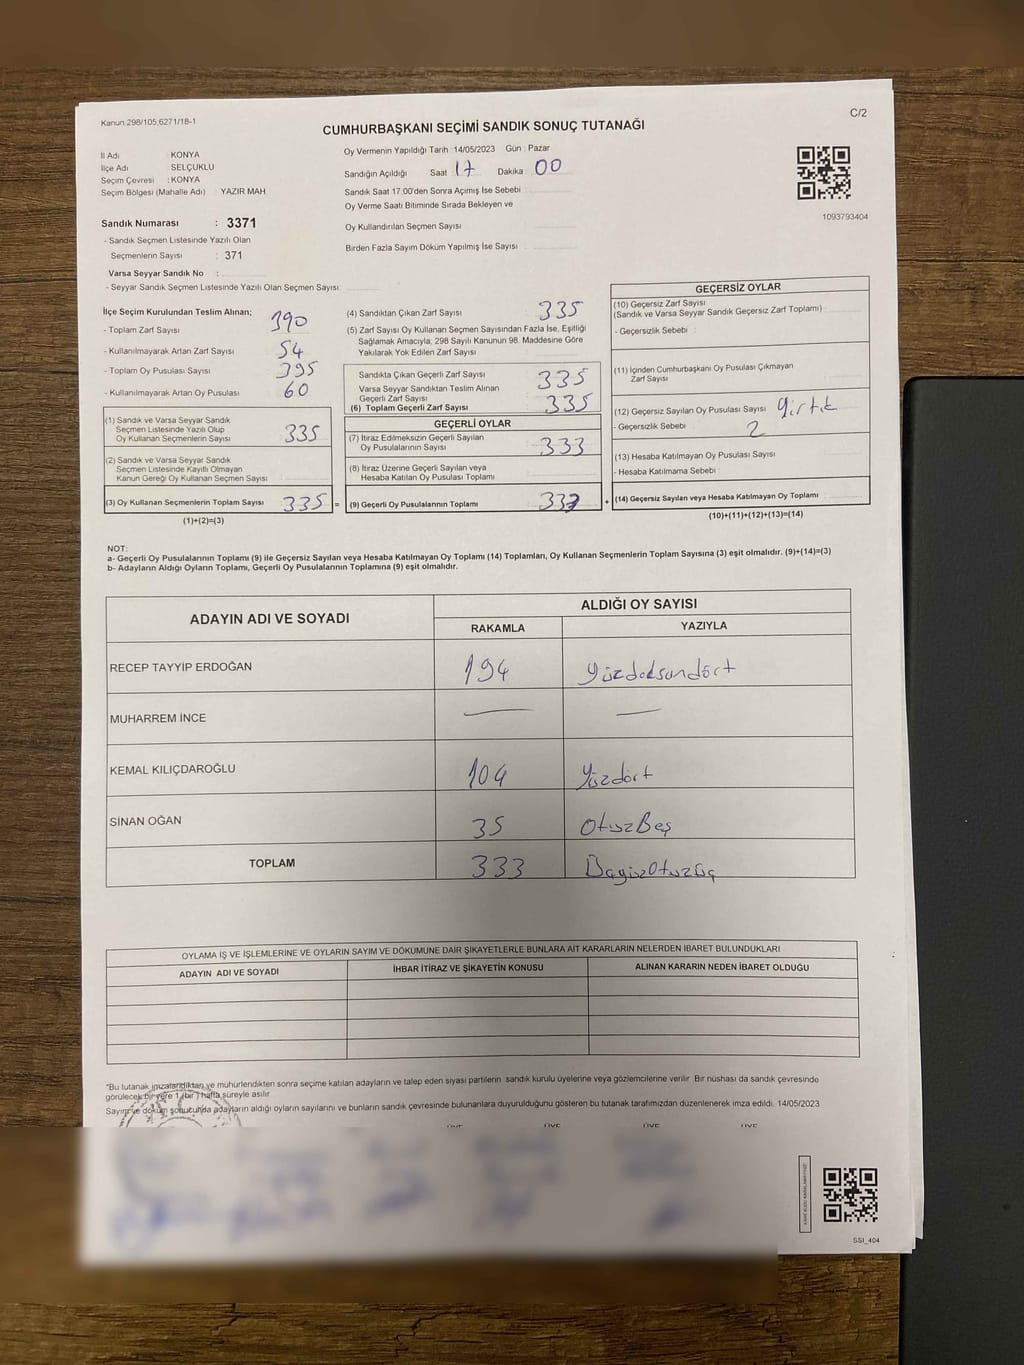 Kanun 298/105,6271/18-1
C/2
CUMHURBAŞKANI SEÇİMİ SANDIK SONUÇ TUTANAĞI
İl Adı : KONYA
İlçe Adı : SELÇUKLU
Seçim Çevresi : KONYA
Seçim Bölgesi (Mahalle Adı) : YAZIR MAH.
Oy Vermenin Yapıldığı Tarih : 14/05/2023 Gün : Pazar
Sandığın Açıldığı Saat 17 Dakika 00
Sandık Saat 17:00'den Sonra Açılmış İse Sebebi :
Oy Verme Saati Bitiminde Sırada Bekleyen ve
Oy Kullandırılan Seçmen Sayısı :
Birden Fazla Sayım Döküm Yapılmış İse Sayısı :
1093793404
Sandık Numarası : 3371
- Sandık Seçmen Listesinde Yazılı Olan
Seçmenlerin Sayısı : 371
Varsa Seyyar Sandık No :
- Seyyar Sandık Seçmen Listesinde Yazılı Olan Seçmen Sayısı:
İlçe Seçim Kurulundan Teslim Alınan;
- Toplam Zarf Sayısı 390
- Kullanılmayarak Artan Zarf Sayısı 54
- Toplam Oy Pusulası Sayısı 395
- Kullanılmayarak Artan Oy Pusulası 60
(1) Sandık ve Varsa Seyyar Sandık
Seçmen Listesinde Yazılı Olup
Oy Kullanan Seçmenlerin Sayısı 335
(2) Sandık ve Varsa Seyyar Sandık
Seçmen Listesinde Kayıtlı Olmayan
Kanun Gereği Oy Kullanan Seçmen Sayısı
(3) Oy Kullanan Seçmenlerin Toplam Sayısı 335 =
(1)+(2)=(3)
(4) Sandıktan Çıkan Zarf Sayısı 335
(5) Zarf Sayısı Oy Kullanan Seçmen Sayısından Fazla İse, Eşitliği
Sağlamak Amacıyla, 298 Sayılı Kanunun 98. Maddesine Göre
Yakılarak Yok Edilen Zarf Sayısı
Sandıkta Çıkan Geçerli Zarf Sayısı 335
Varsa Seyyar Sandıktan Teslim Alınan
Geçerli Zarf Sayısı
(6) Toplam Geçerli Zarf Sayısı 335
GEÇERLİ OYLAR
(7) İtiraz Edilmeksizin Geçerli Sayılan
Oy Pusulalarının Sayısı 333
(8) İtiraz Üzerine Geçerli Sayılan veya
Hesaba Katılan Oy Pusulası Toplamı
(9) Geçerli Oy Pusulalarının Toplamı 333 +
GEÇERSİZ OYLAR
(10) Geçersiz Zarf Sayısı
(Sandık ve Varsa Seyyar Sandık Geçersiz Zarf Toplamı) :
- Geçersizlik Sebebi :
(11) İçinden Cumhurbaşkanı Oy Pusulası Çıkmayan
Zarf Sayısı
(12) Geçersiz Sayılan Oy Pusulası Sayısı yırtık
- Geçersizlik Sebebi : 2
(13) Hesaba Katılmayan Oy Pusulası Sayısı
- Hesaba Katılmama Sebebi :
(14) Geçersiz Sayılan veya Hesaba Katılmayan Oy Toplamı
(10)+(11)+(12)+(13)=(14)
NOT:
a- Geçerli Oy Pusulalarının Toplamı (9) ile Geçersiz Sayılan veya Hesaba Katılmayan Oy Toplamı (14) Toplamları, Oy Kullanan Seçmenlerin Toplam Sayısına (3) eşit olmalıdır. (9)+(14)=(3)
b- Adayların Aldığı Oyların Toplamı, Geçerli Oy Pusulalarının Toplamına (9) eşit olmalıdır.
ADAYIN ADI VE SOYADI
ALDIĞI OY SAYISI
RAKAMLA YAZIYLA
RECEP TAYYİP ERDOĞAN 194 yüzdoksandört
MUHARREM İNCE — —
KEMAL KILIÇDAROĞLU 104 Yüzdört
SİNAN OĞAN 35 OtuzBeş
TOPLAM 333
OYLAMA İŞ VE İŞLEMLERİNE VE OYLARIN SAYIM VE DÖKÜMÜNE DAİR ŞİKAYETLERLE BUNLARA AİT KARARLARIN NELERDEN İBARET BULUNDUKLARI
ADAYIN ADI VE SOYADI İHBAR İTİRAZ VE ŞİKAYETİN KONUSU ALINAN KARARIN NEDEN İBARET OLDUĞU
*Bu tutanak imzalandıktan ve mühürlendikten sonra seçime katılan adayların ve talep eden siyasi partilerin sandık kurulu üyelerine veya gözlemcilerine verilir. Bir nüshası da sandık çevresinde
görülecek bir yere 1 (bir) hafta süreyle asılır.
Sayım ve döküm sonucunda adayların aldığı oyların sayılarını ve bunların sandık çevresinde bulunanlara duyurulduğunu gösteren bu tutanak tarafımızdan düzenlenerek imza edildi. 14/05/2023
ÜYE ÜYE ÜYE ÜYE
SSI_404